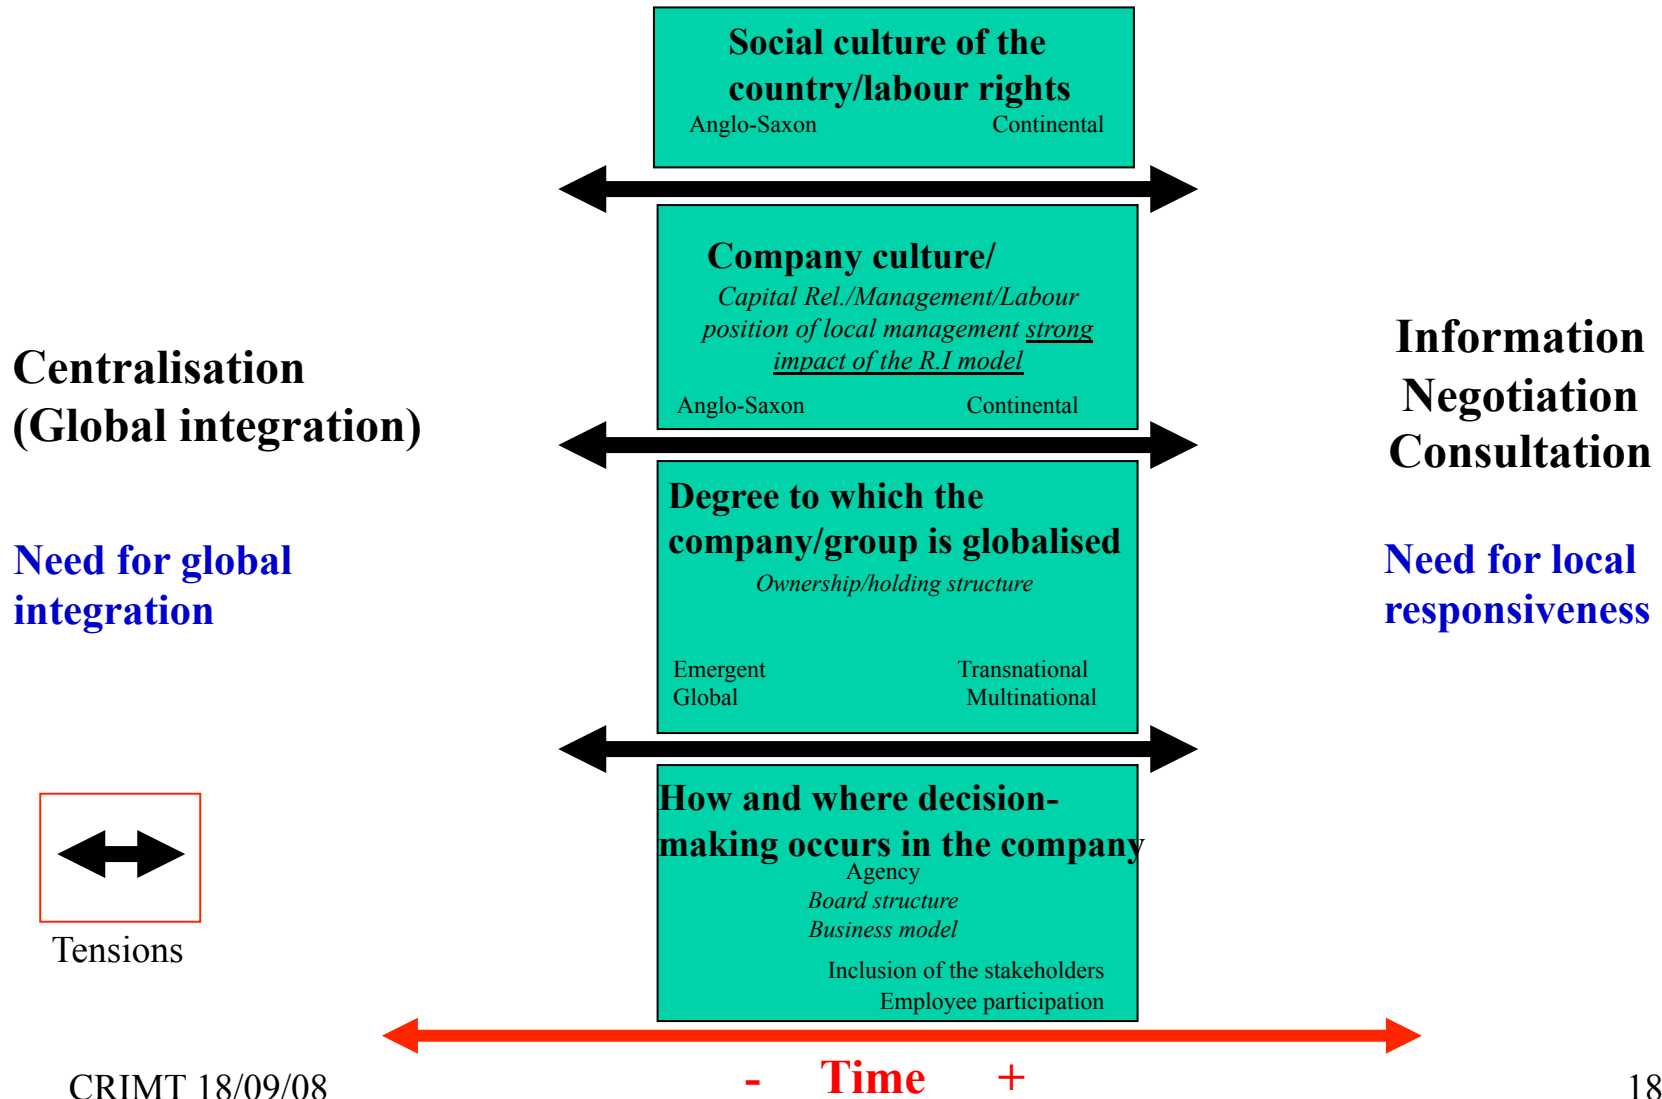 Social culture of the
country/labour rights
Anglo-Saxon Continental
Company culture/
Capital Rel./Management/Labour
position of local management strong
impact of the R.I model
Anglo-Saxon Continental
Centralisation
(Global integration)
Need for global
integration
Information
Negotiation
Consultation
Need for local
responsiveness
Degree to which the
company/group is globalised
Ownership/holding structure
Emergent Transnational
Global Multinational
How and where decision-
making occurs in the company
Agency
Board structure
Business model
Inclusion of the stakeholders
Employee participation
Tensions
- Time +
CRIMT 18/09/08
18